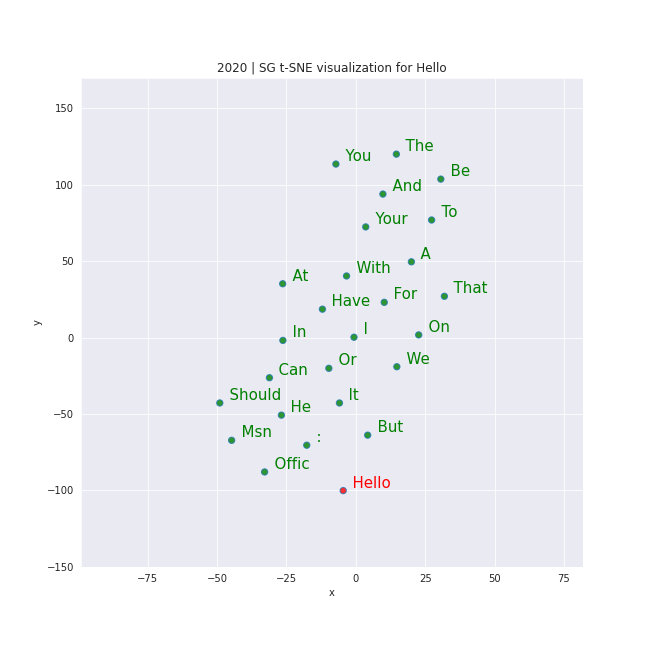 2020 | SG t-SNE visualization for Hello
150
100
50
0
−50
−100
−150
y
You
The
Be
And
To
Your
A
With
At
That
For
Have
On
In
I
We
Or
Can
Should
It
He
But
Msn
:
Offic
Hello
−75
−50
−25
0
25
50
75
x